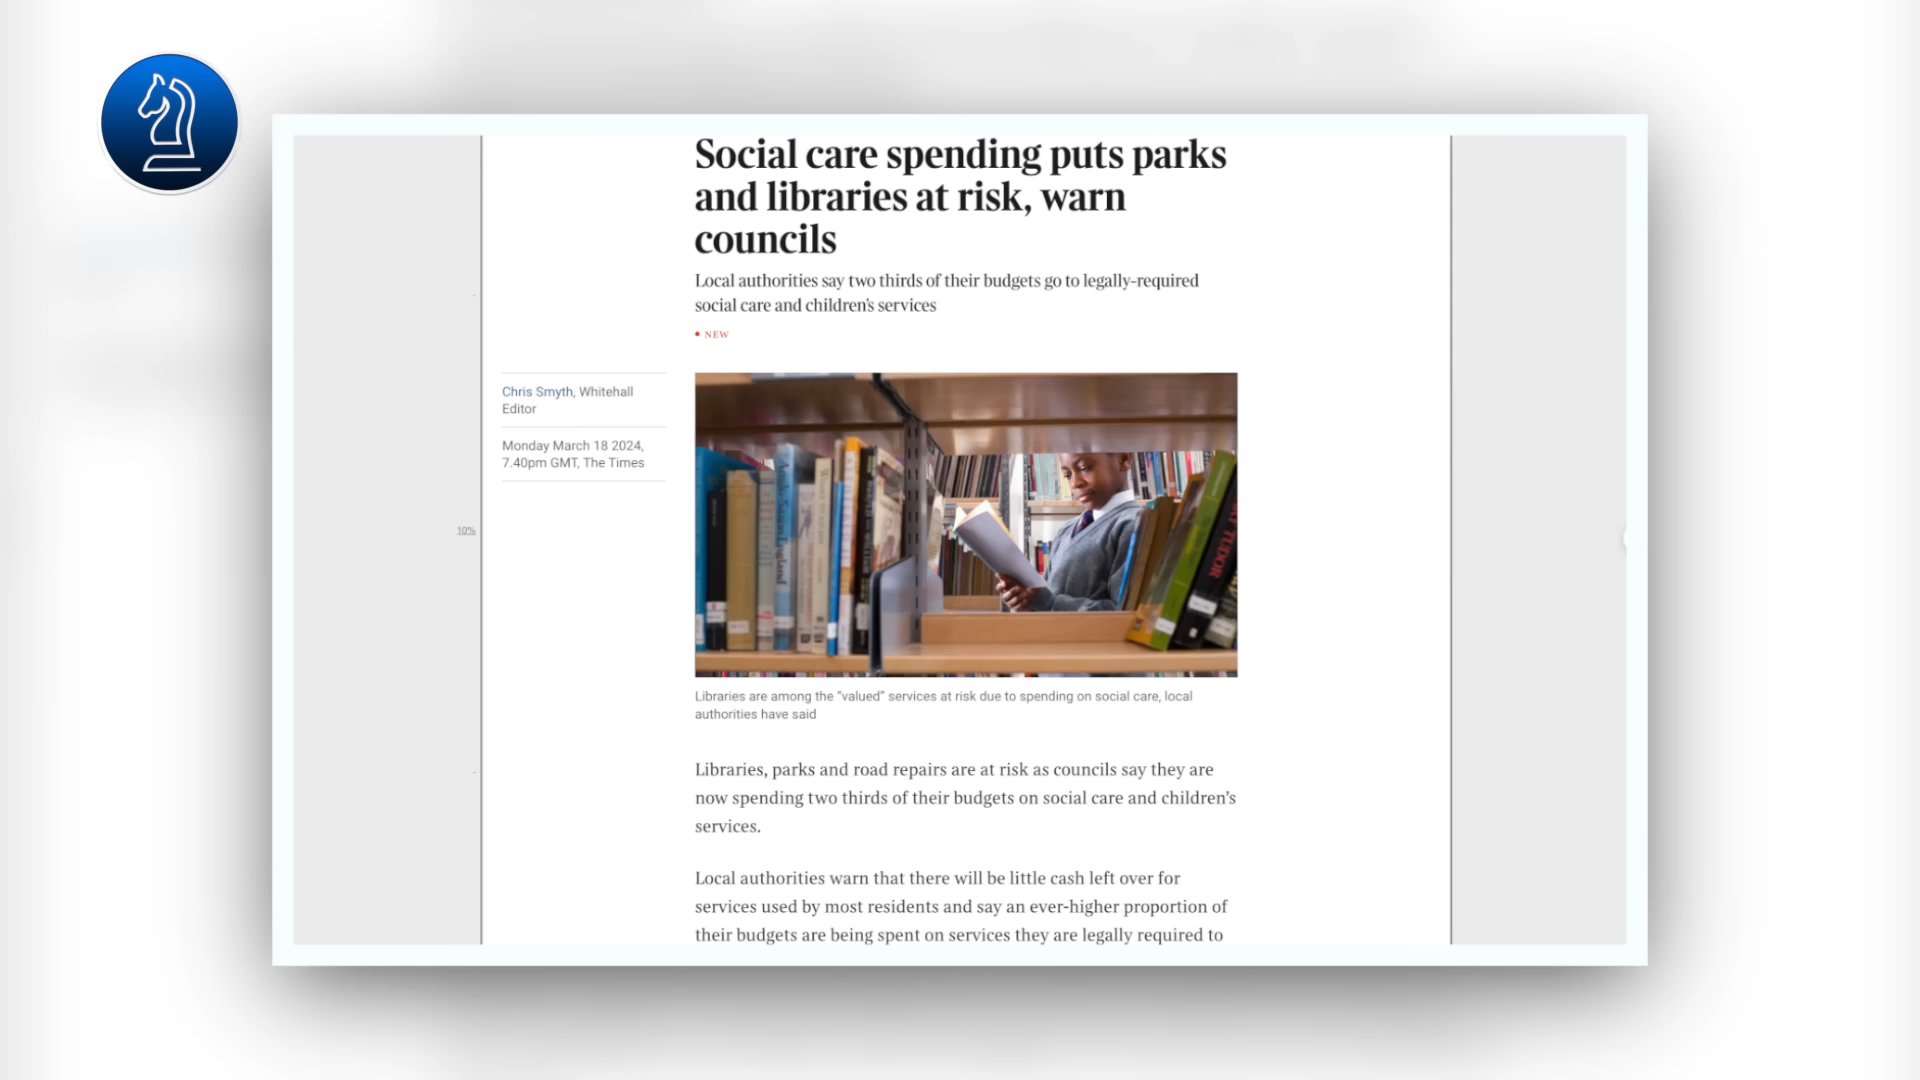 Social care spending puts parks
and libraries at risk, warn
councils
Local authorities say two thirds of their budgets go to legally-required
social care and children's services
• NEW
Chris Smyth, Whitehall
Editor
Monday March 18 2024,
7.40pm GMT, The Times
10%
TUDOR
Libraries are among the “valued” services at risk due to spending on social care, local
authorities have said
Libraries, parks and road repairs are at risk as councils say they are
now spending two thirds of their budgets on social care and children's
services.
Local authorities warn that there will be little cash left over for
services used by most residents and say an ever-higher proportion of
their budgets are being spent on services they are legally required to